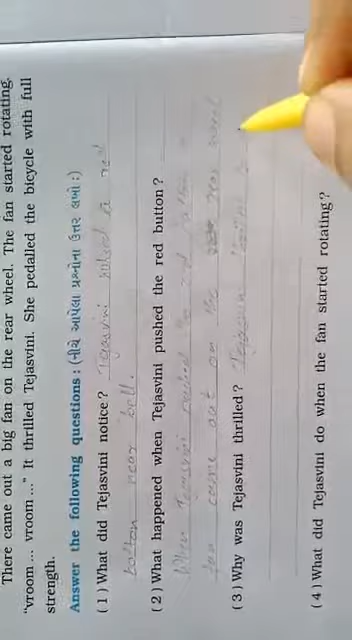 There came out a big fan on the rear wheel. The fan started rotating.
"vroom ... vroom ..." It thrilled Tejasvini. She pedalled the bicycle with full
strength.
Answer the following questions : (નીચે આપેલા પ્રશ્નોના ઉત્તર લખો :)
(1) What did Tejasvini notice ? Tejasvini noticed a red
button near bell.
(2) What happened when Tejasvini pushed the red button ?
When Tejasvini pushed the red button a
fan came out on the rear wheel
(3) Why was Tejasvini thrilled ? Tejasvini
(4) What did Tejasvini do when the fan started rotating ?